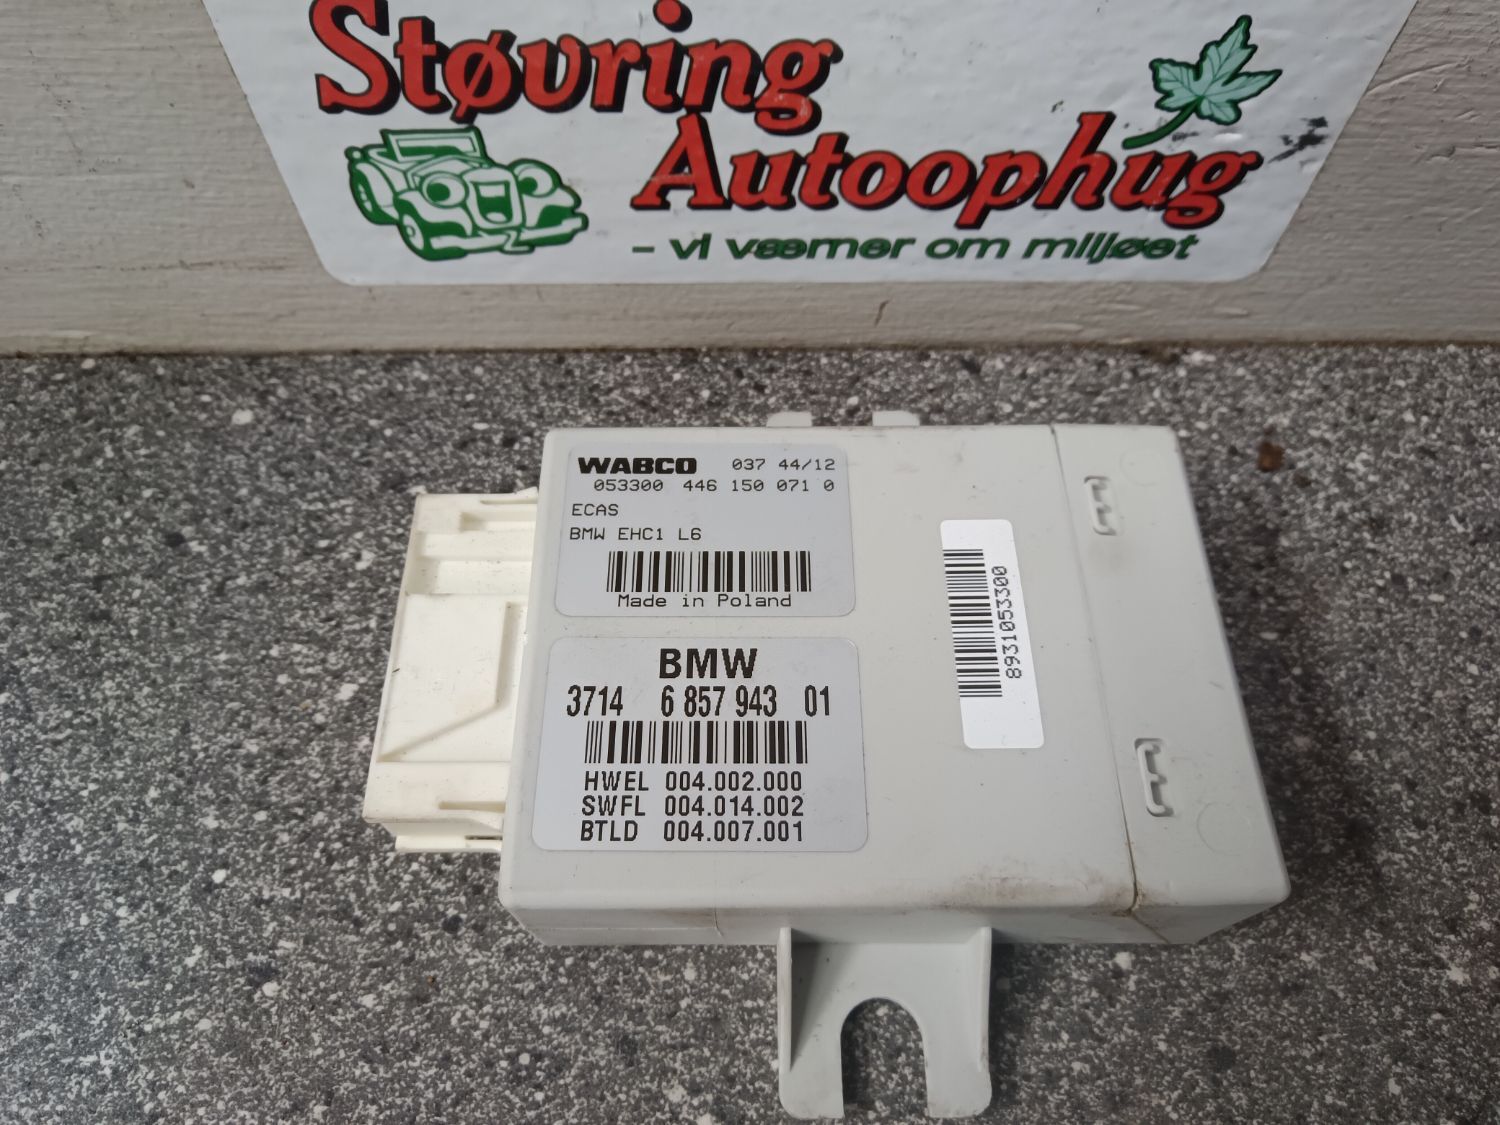 Støvring
Autoophug
- vi værner om miljøet
WABCO 037 44/12
053300 446 150 071 0
ECAS
BMW EHC1 L6
Made in Poland
BMW
3714 6 857 943 01
HWEL 004.002.000
SWFL 004.014.002
BTLD 004.007.001
8931053300